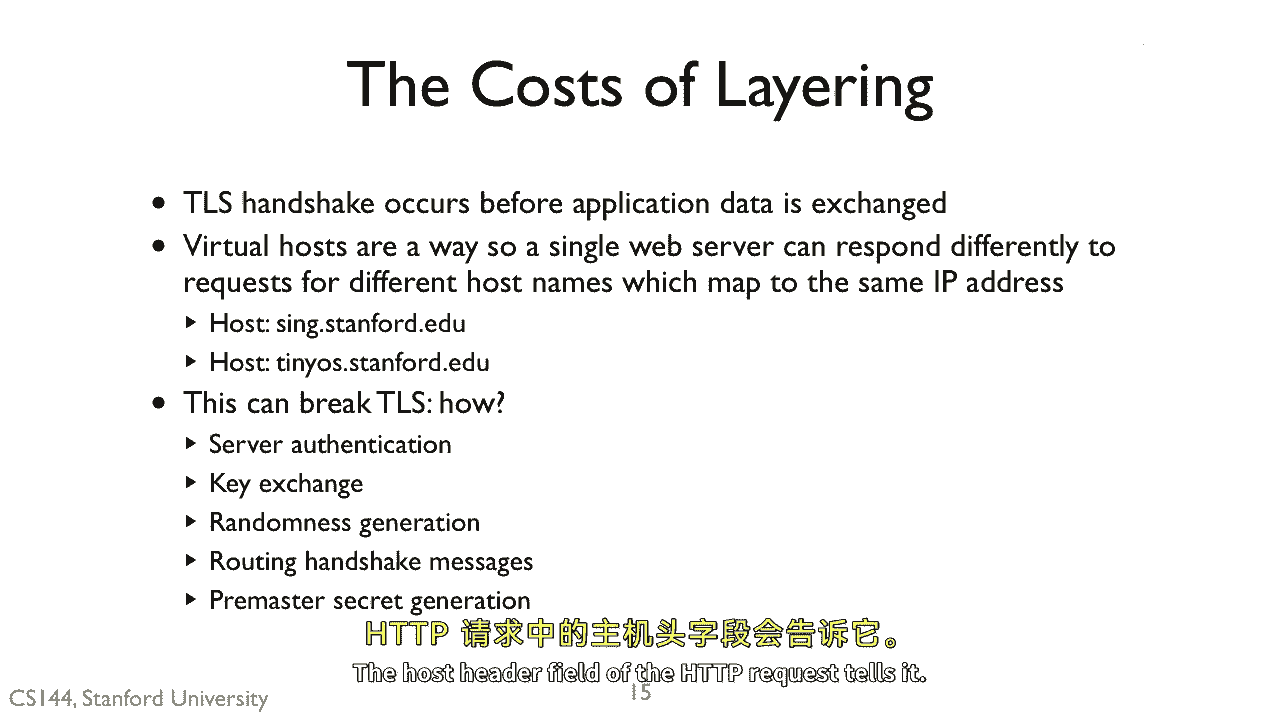 The Costs of Layering
• TLS handshake occurs before application data is exchanged
• Virtual hosts are a way so a single web server can respond differently to
requests for different host names which map to the same IP address
‣ Host: sing.stanford.edu
‣ Host: tinyos.stanford.edu
• This can break TLS: how?
‣ Server authentication
‣ Key exchange
‣ Randomness generation
‣ Routing handshake messages
‣ Premaster secret generation
HTTP 请求中的主机头字段会告诉它。
The host header field of the HTTP request tells it.
CS144, Stanford University
15